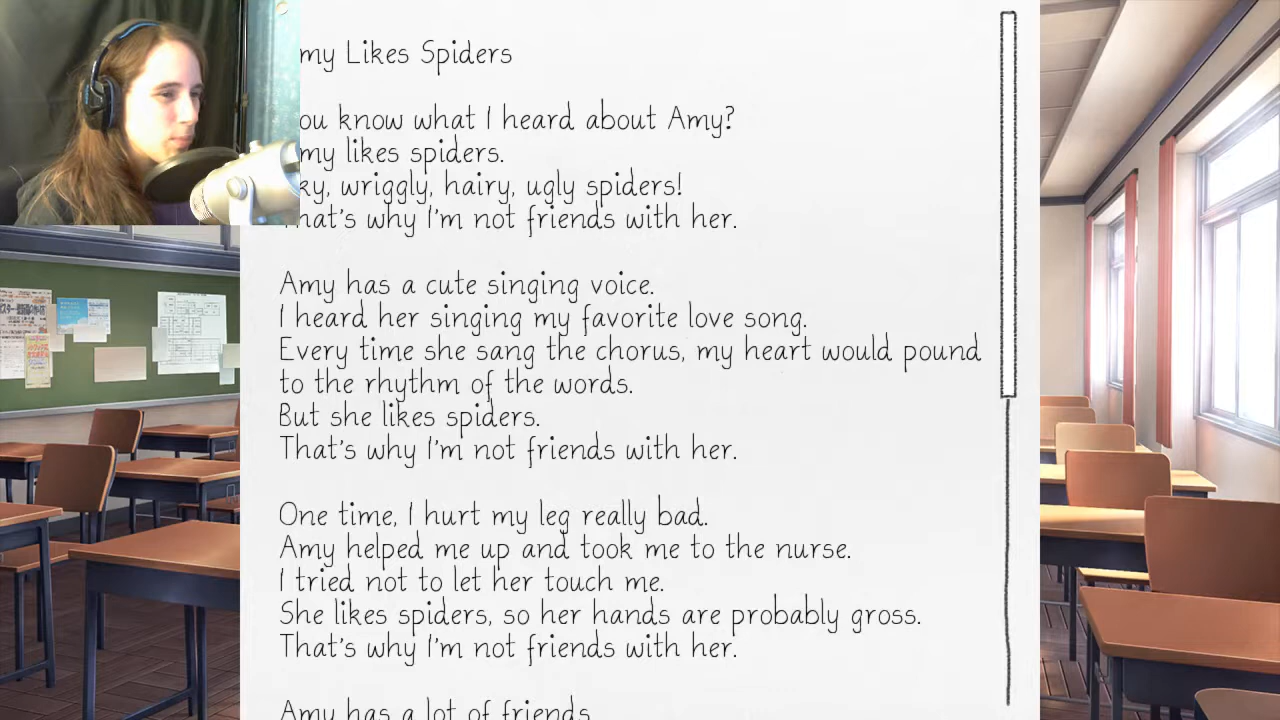 my Likes Spiders
ou know what I heard about Amy?
my likes spiders.
ky, wriggly, hairy, ugly spiders!
hat's why I'm not friends with her.
Amy has a cute singing voice.
I heard her singing my favorite love song.
Every time she sang the chorus, my heart would pound
to the rhythm of the words.
But she likes spiders.
That's why I'm not friends with her.
One time, I hurt my leg really bad.
Amy helped me up and took me to the nurse.
I tried not to let her touch me.
She likes spiders, so her hands are probably gross.
That's why I'm not friends with her.
Amy has a lot of friends